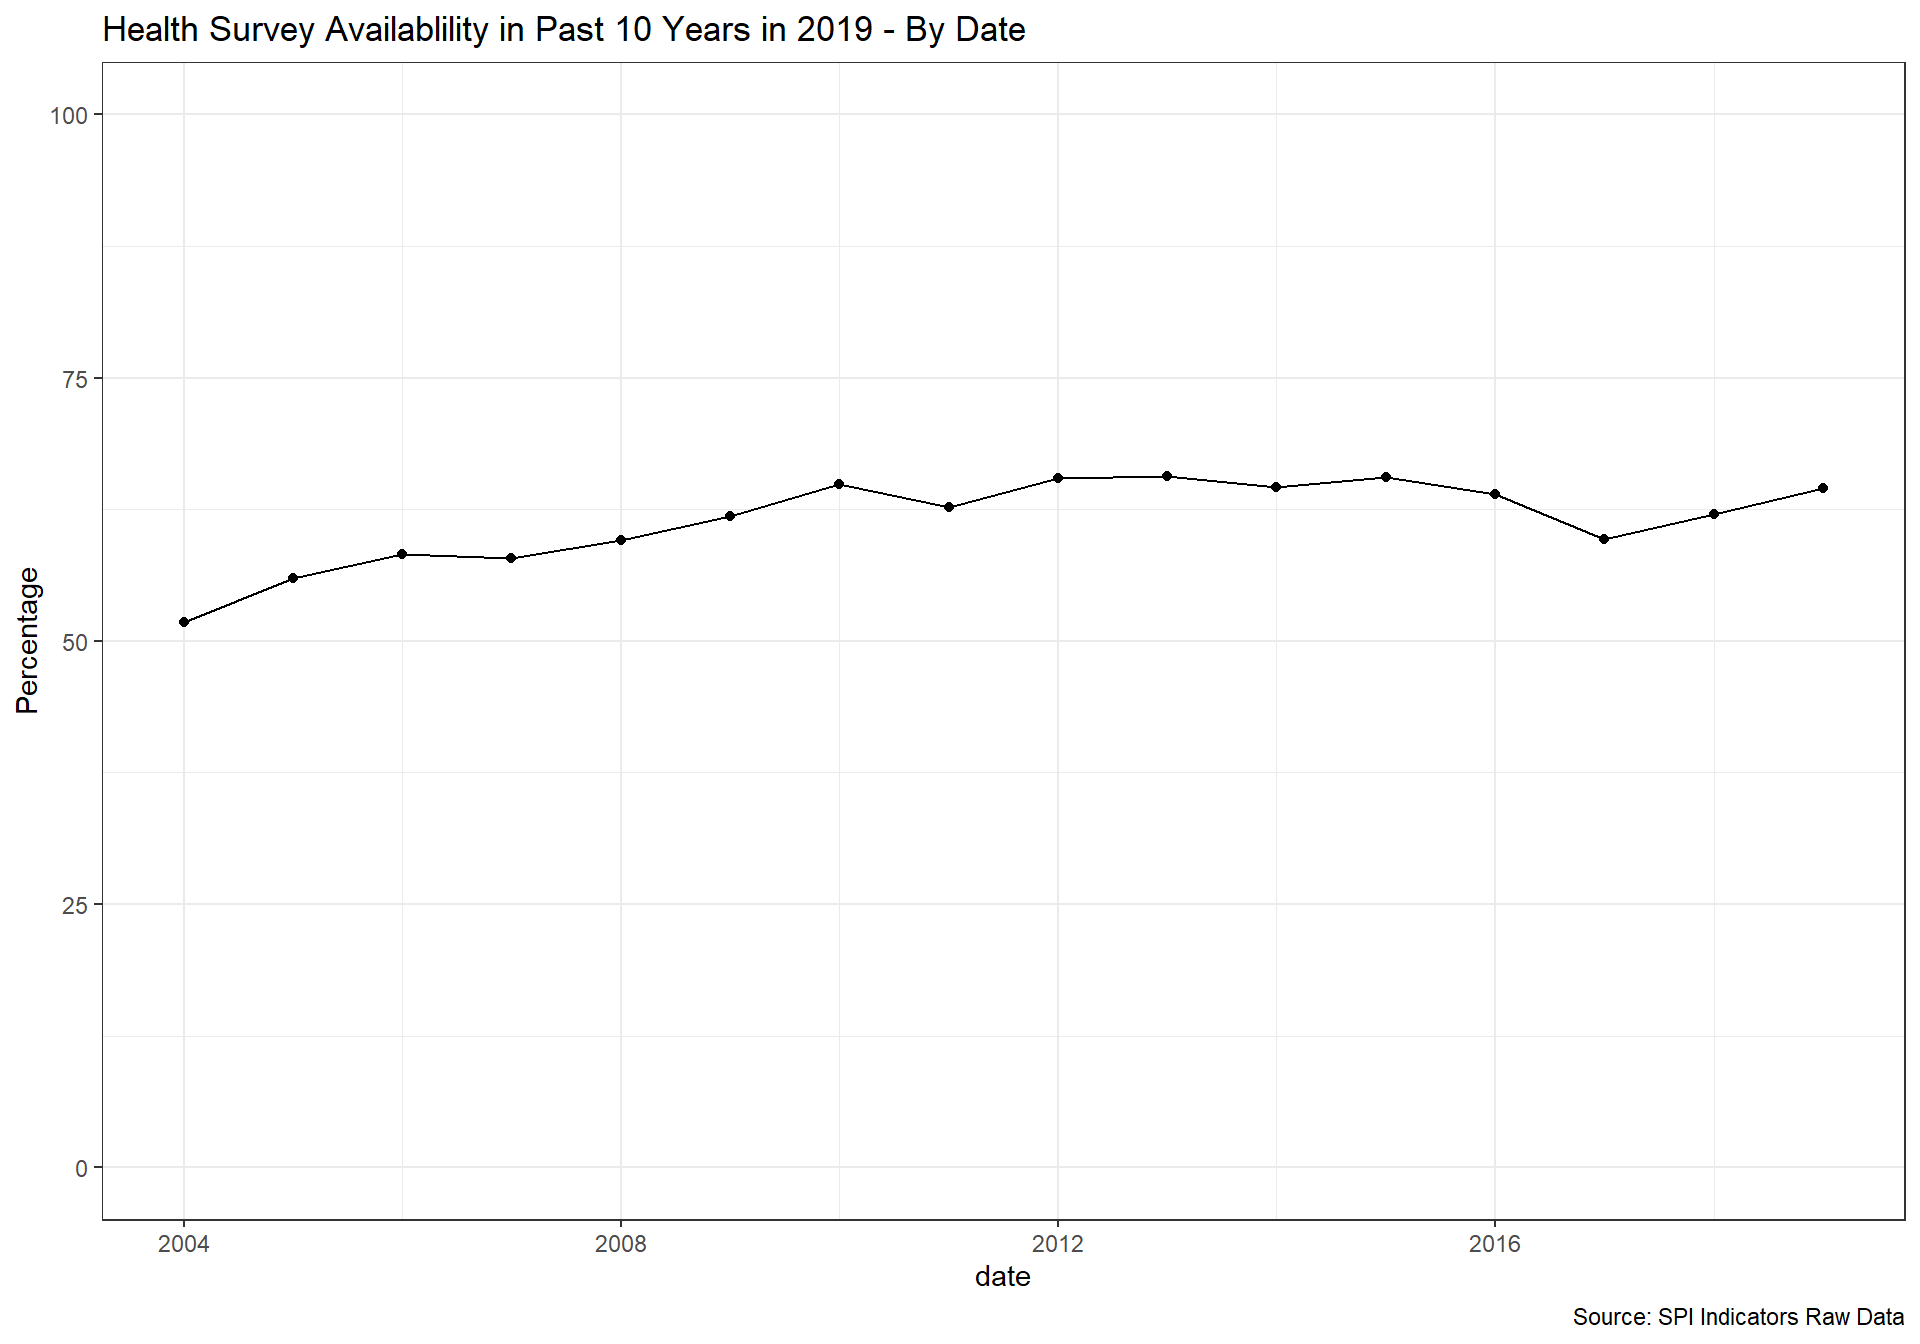 Health Survey Availablility in Past 10 Years in 2019 - By Date
100
75
50
25
0
Percentage
2004 2008 2012 2016
date
Source: SPI Indicators Raw Data